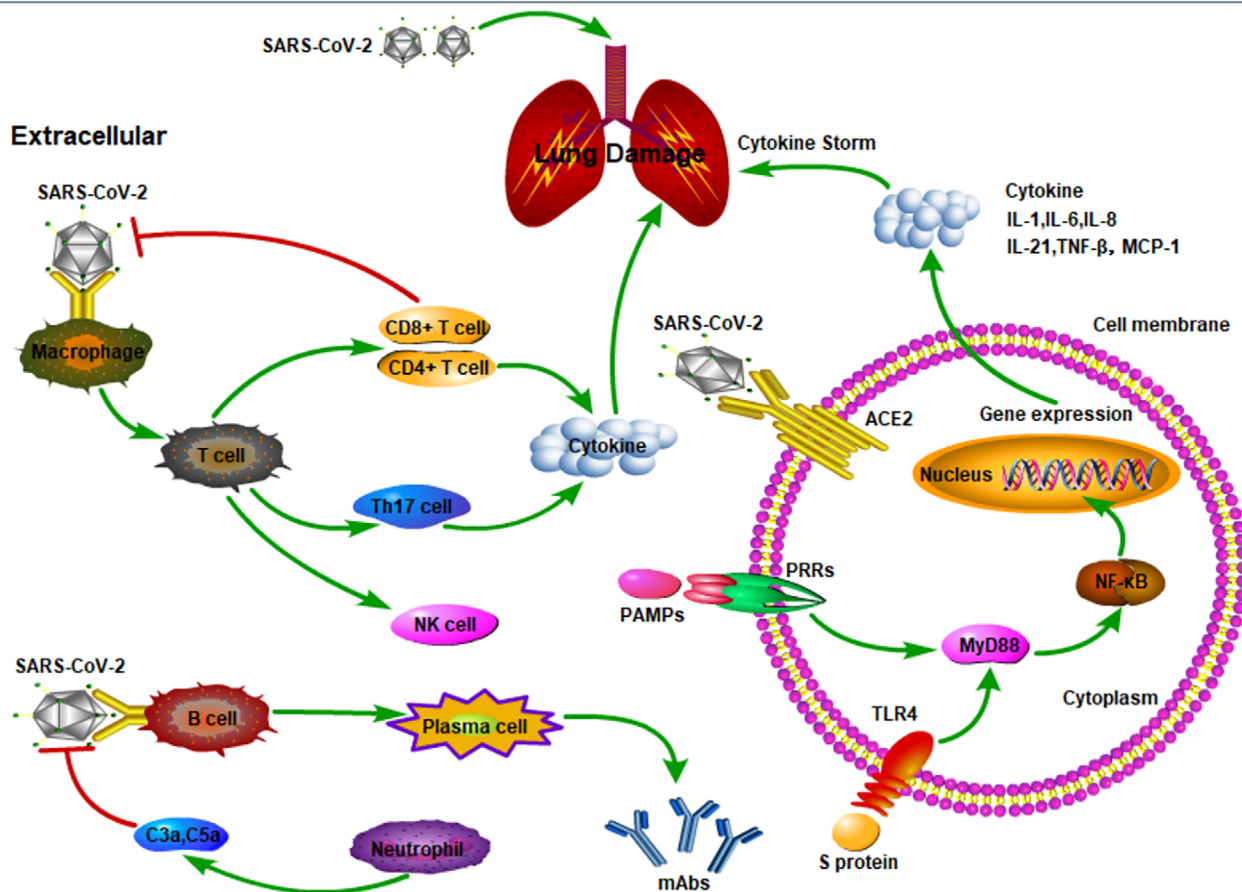 SARS-CoV-2
Extracellular
Lung Damage
Cytokine Storm
SARS-CoV-2
Cytokine
IL-1,IL-6,IL-8
IL-21,TNF-β, MCP-1
CD8+ T cell
SARS-CoV-2
Cell membrane
Macrophage
CD4+ T cell
ACE2
Gene expression
T cell
Cytokine
Nucleus
Th17 cell
PRRs
NF-κB
PAMPs
NK cell
MyD88
SARS-CoV-2
Cytoplasm
B cell
Plasma cell
TLR4
C3a,C5a
Neutrophil
S protein
mAbs